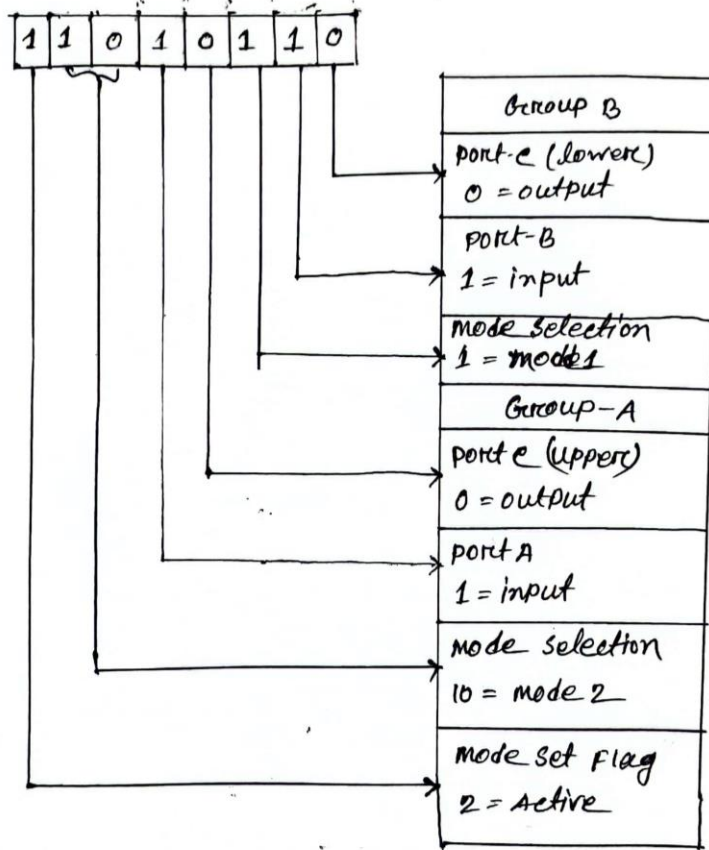 1 1 0 1 0 1 1 0
Group B
port-c (lower)
0 = output
port-B
1 = input
mode selection
1 = mode1
Group-A
port c (upper)
0 = output
port A
1 = input
mode selection
10 = mode 2
mode set Flag
2 = Active